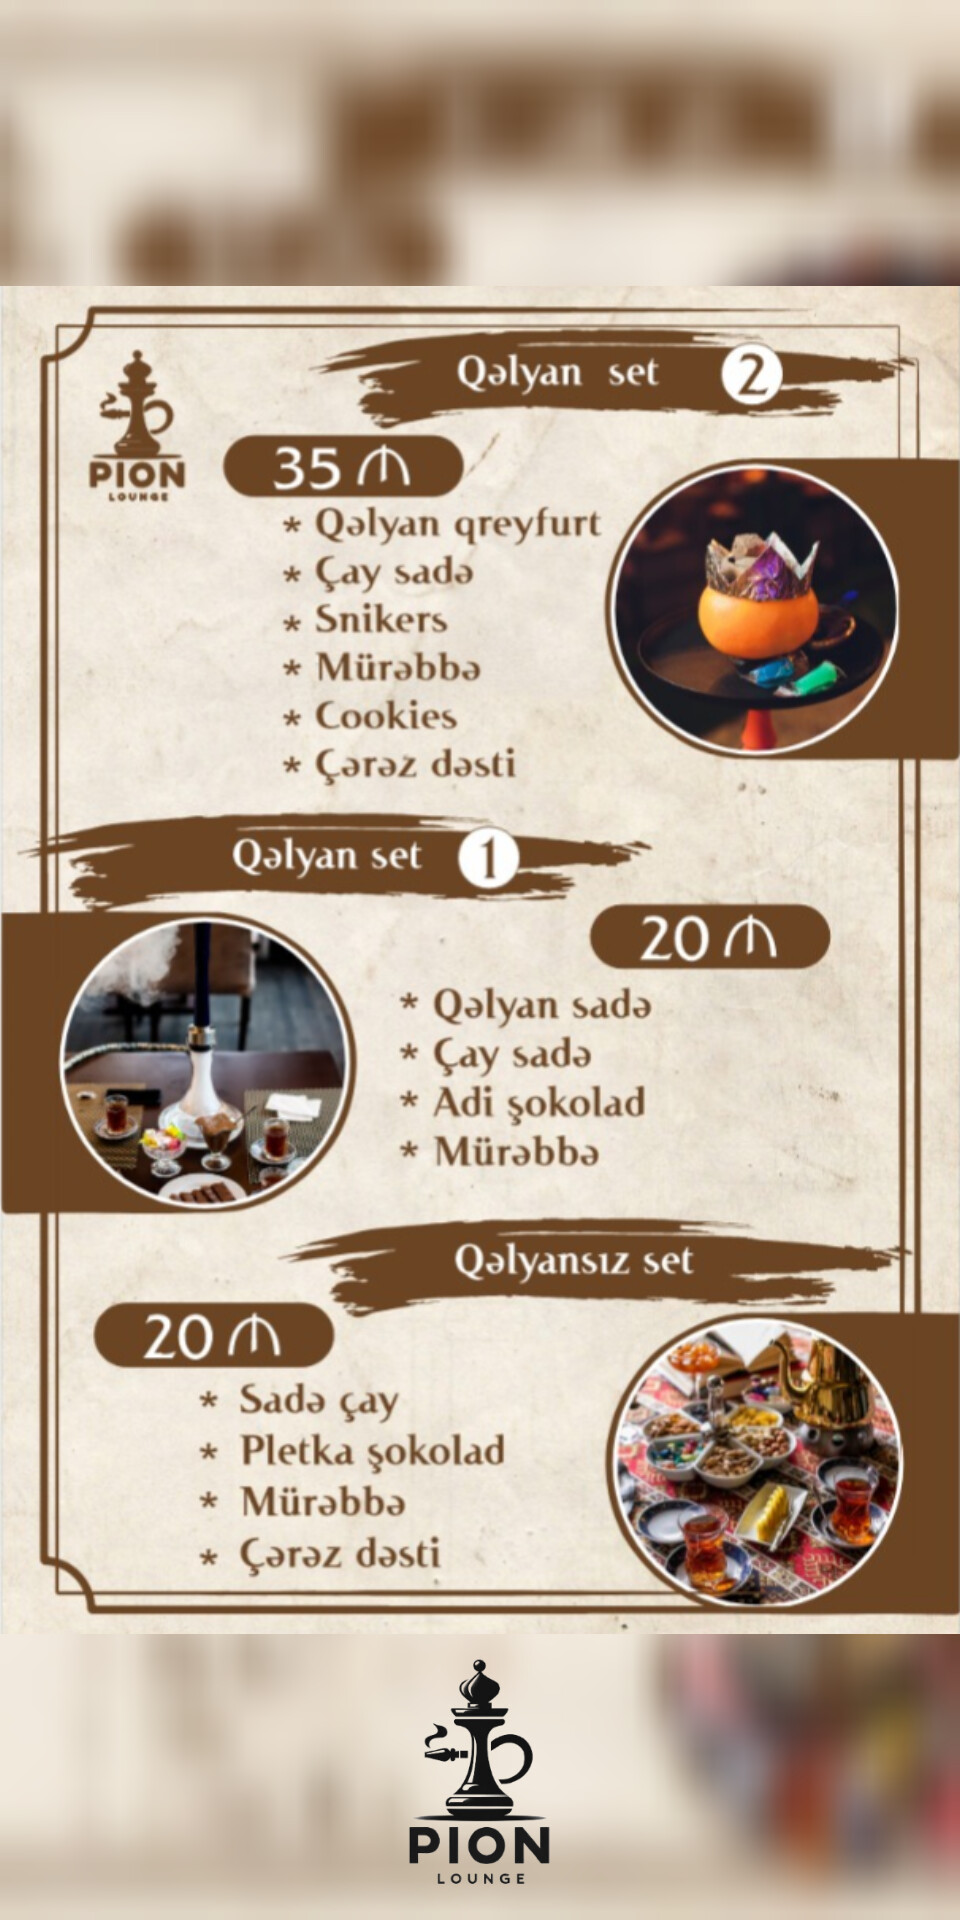 PION
LOUNGE
Qəlyan set 2
35 ₼
* Qəlyan qreyfurt
* Çay sadə
* Snikers
* Mürəbbə
* Cookies
* Çərəz dəsti
Qəlyan set 1
20 ₼
* Qəlyan sadə
* Çay sadə
* Adi şokolad
* Mürəbbə
Qəlyansız set
20 ₼
* Sadə çay
* Pletka şokolad
* Mürəbbə
* Çərəz dəsti
PION
LOUNGE